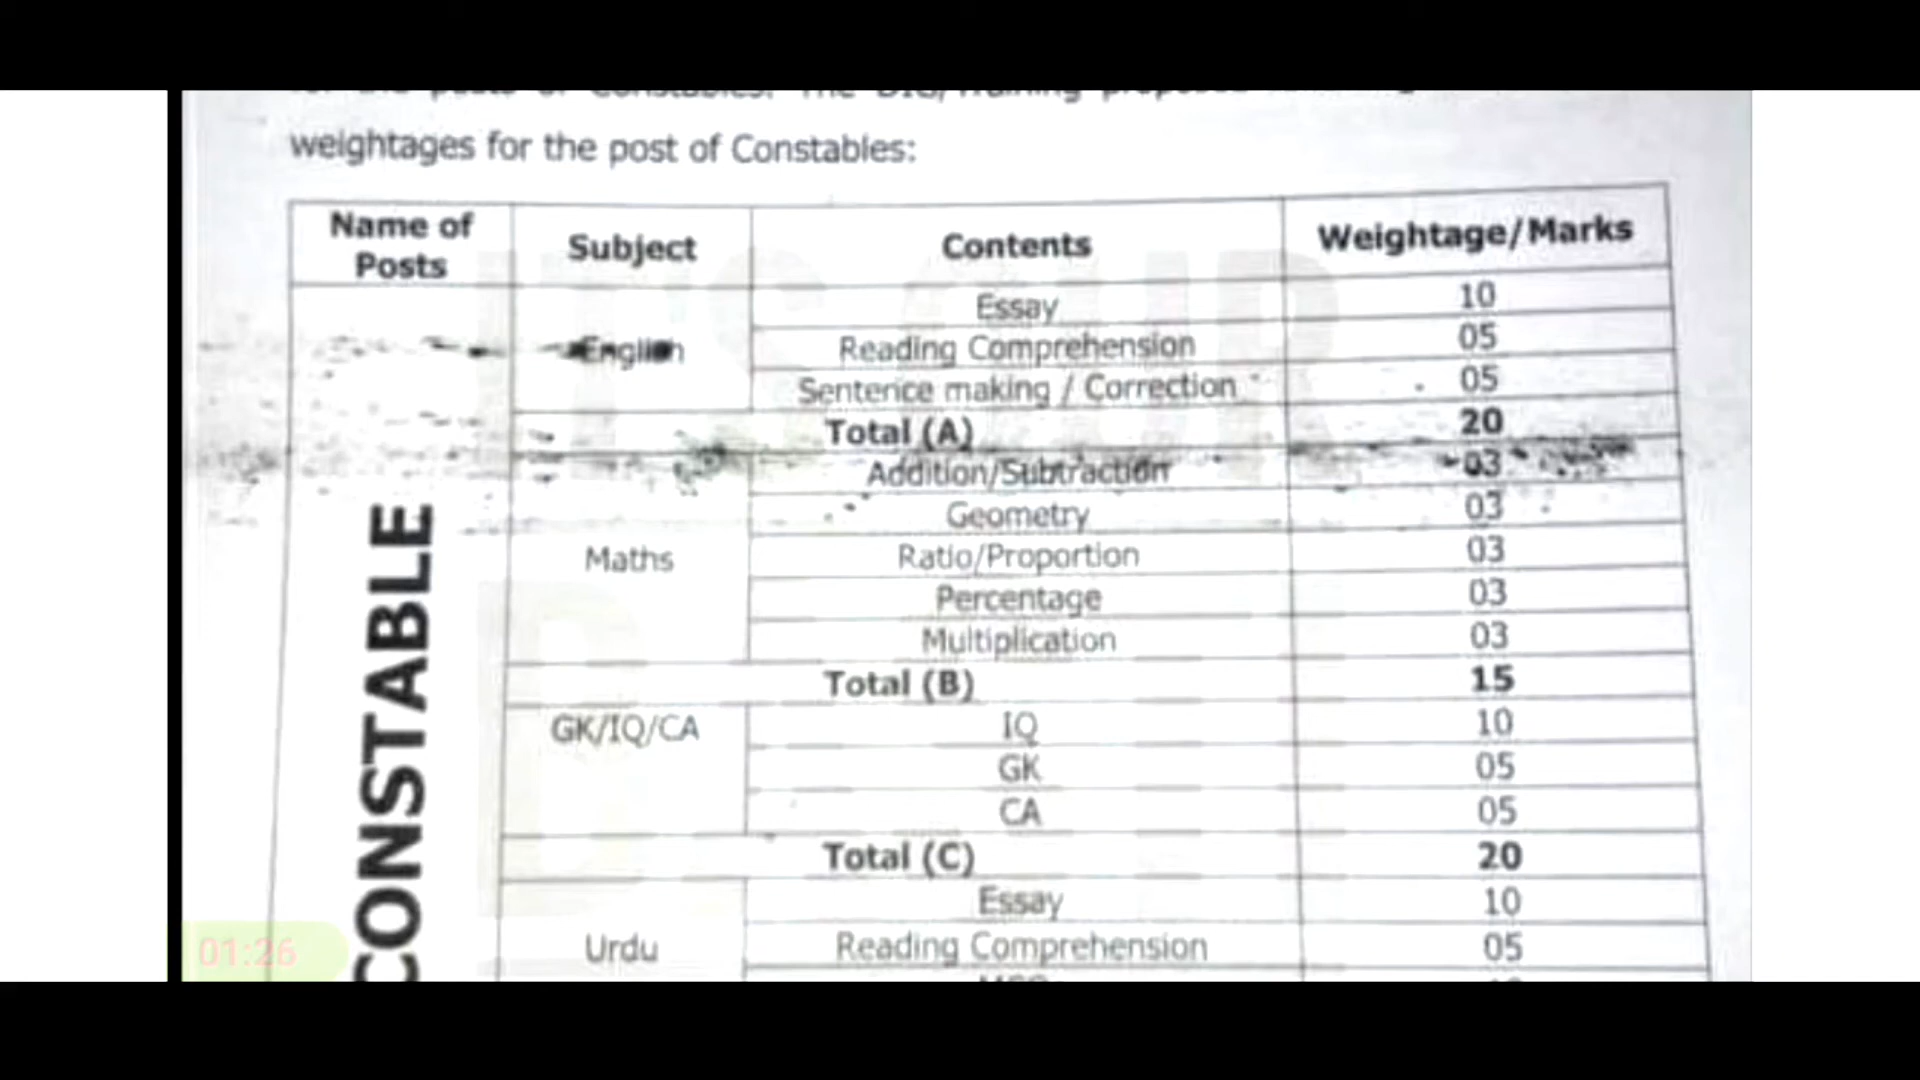 weightages for the post of Constables:
Name of Posts Subject Contents Weightage/Marks
CONSTABLE
English
Essay 10
Reading Comprehension 05
Sentence making / Correction 05
Total (A) 20
Maths
Addition/Subtraction 03
Geometry 03
Ratio/Proportion 03
Percentage 03
Multiplication 03
Total (B) 15
GK/IQ/CA
IQ 10
GK 05
CA 05
Total (C) 20
Urdu
Essay 10
Reading Comprehension 05
01:26